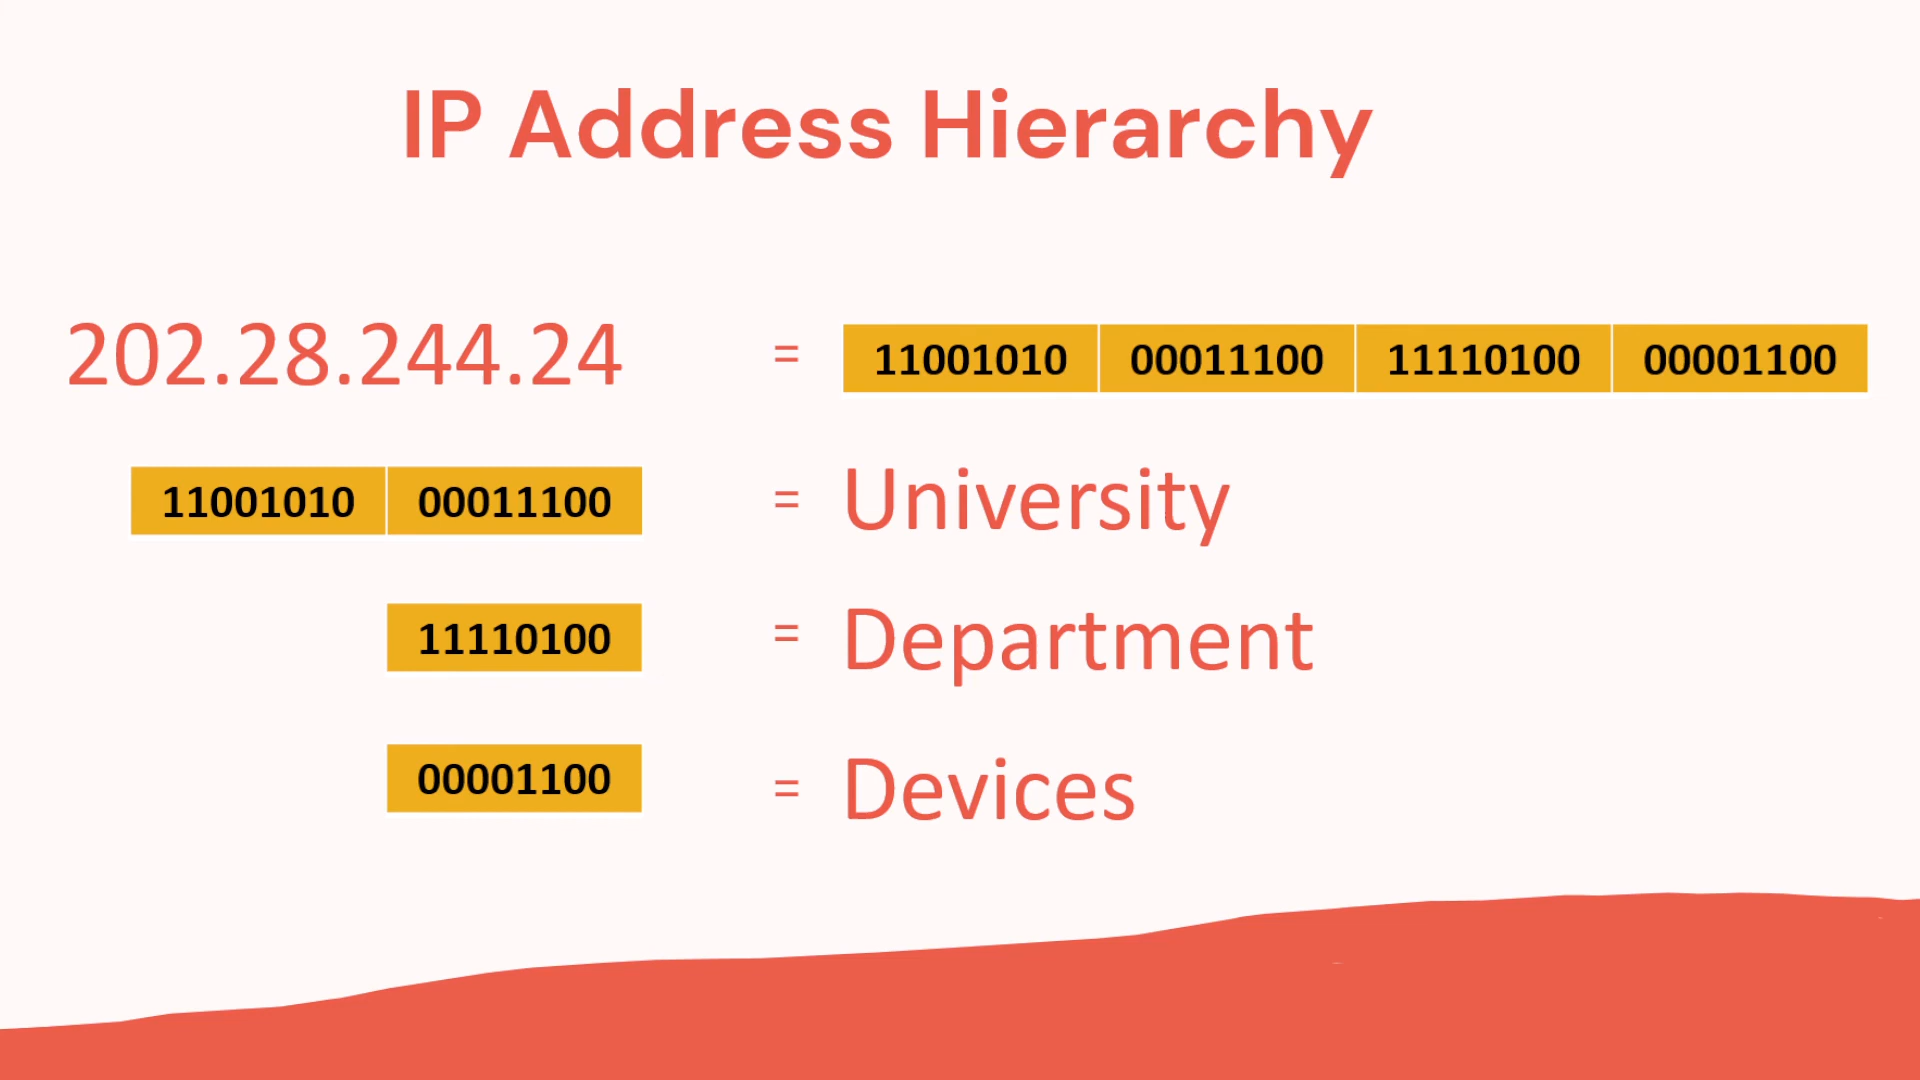 IP Address Hierarchy
202.28.244.24 = 11001010 00011100 11110100 00001100
11001010 00011100 = University
11110100 = Department
00001100 = Devices